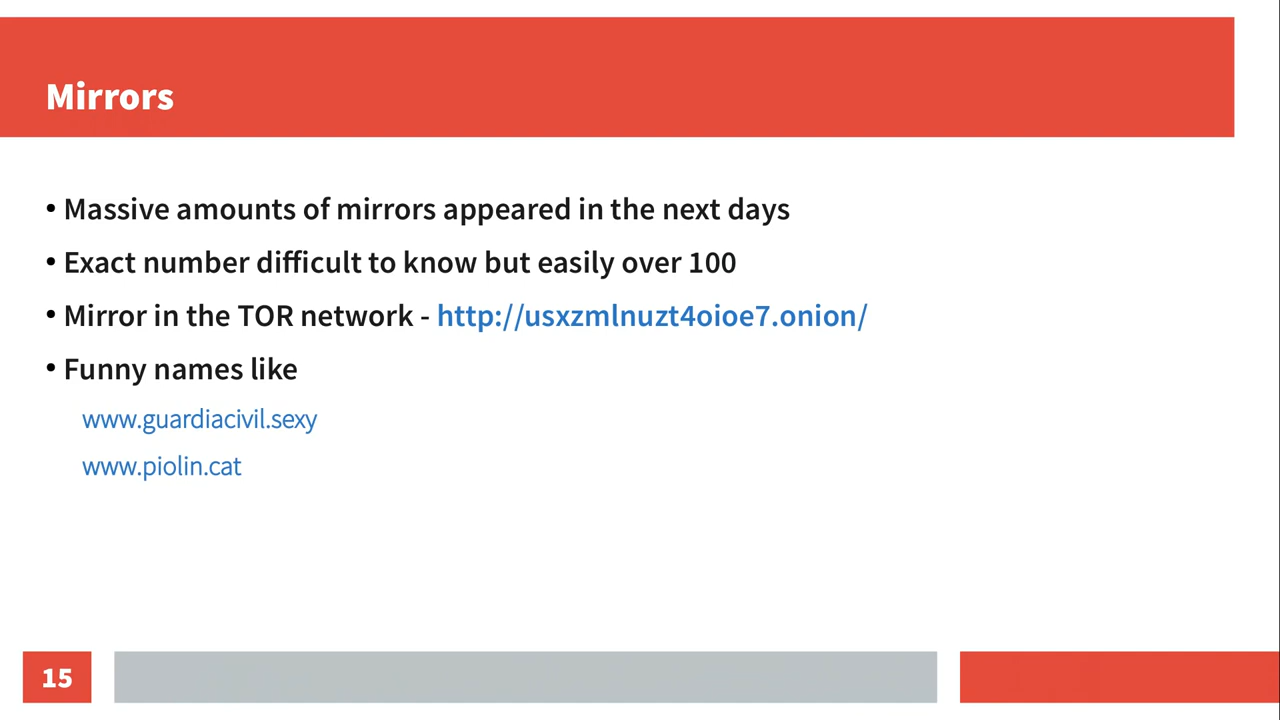 Mirrors
• Massive amounts of mirrors appeared in the next days
• Exact number difficult to know but easily over 100
• Mirror in the TOR network - http://usxzmlnuzt4oioe7.onion/
• Funny names like
www.guardiacivil.sexy
www.piolin.cat
15